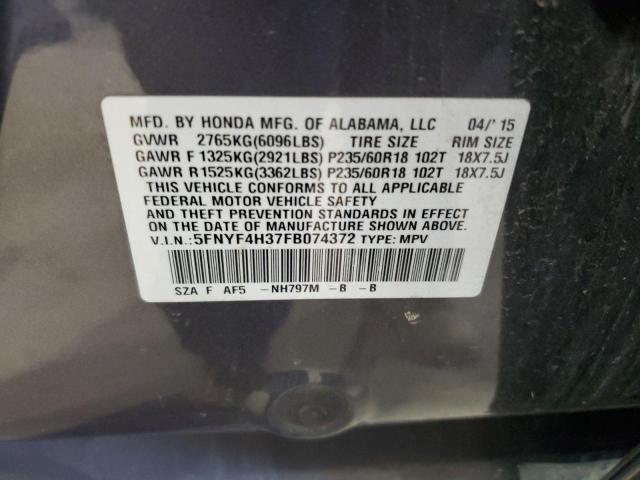 MFD. BY HONDA MFG. OF ALABAMA, LLC 04/'15
GVWR 2765KG(6096LBS) TIRE SIZE RIM SIZE
GAWR F 1325KG(2921LBS) P235/60R18 102T 18X7.5J
GAWR R 1525KG(3362LBS) P235/60R18 102T 18X7.5J
THIS VEHICLE CONFORMS TO ALL APPLICABLE
FEDERAL MOTOR VEHICLE SAFETY
AND THEFT PREVENTION STANDARDS IN EFFECT
ON THE DATE OF MANUFACTURE SHOWN ABOVE.
V.I.N.:5FNYF4H37FB074372 TYPE: MPV
SZA F AF5 -NH797M -B -B